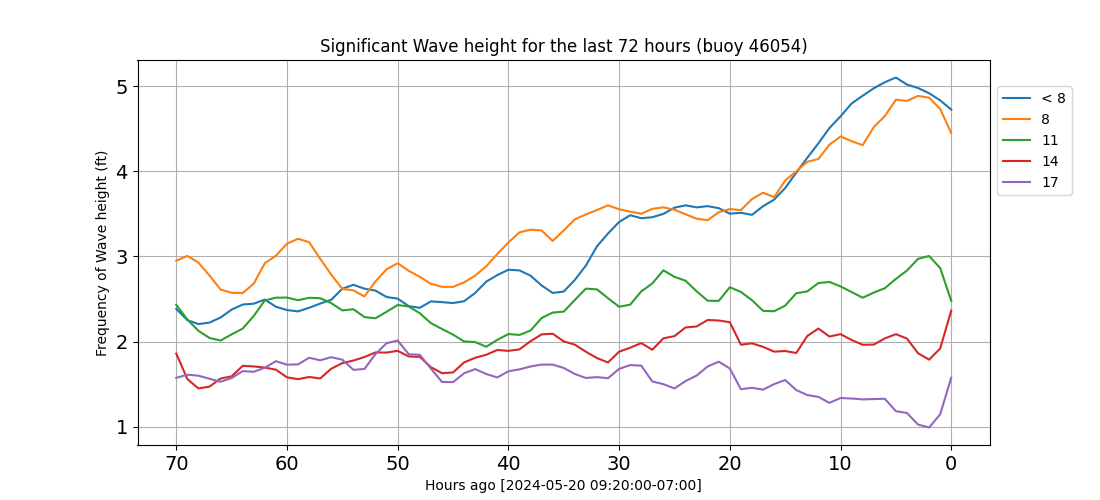 Significant Wave height for the last 72 hours (buoy 46054)
5
4
3
2
1
Frequency of Wave height (ft)
< 8
8
11
14
17
70 60 50 40 30 20 10 0
Hours ago [2024-05-20 09:20:00-07:00]